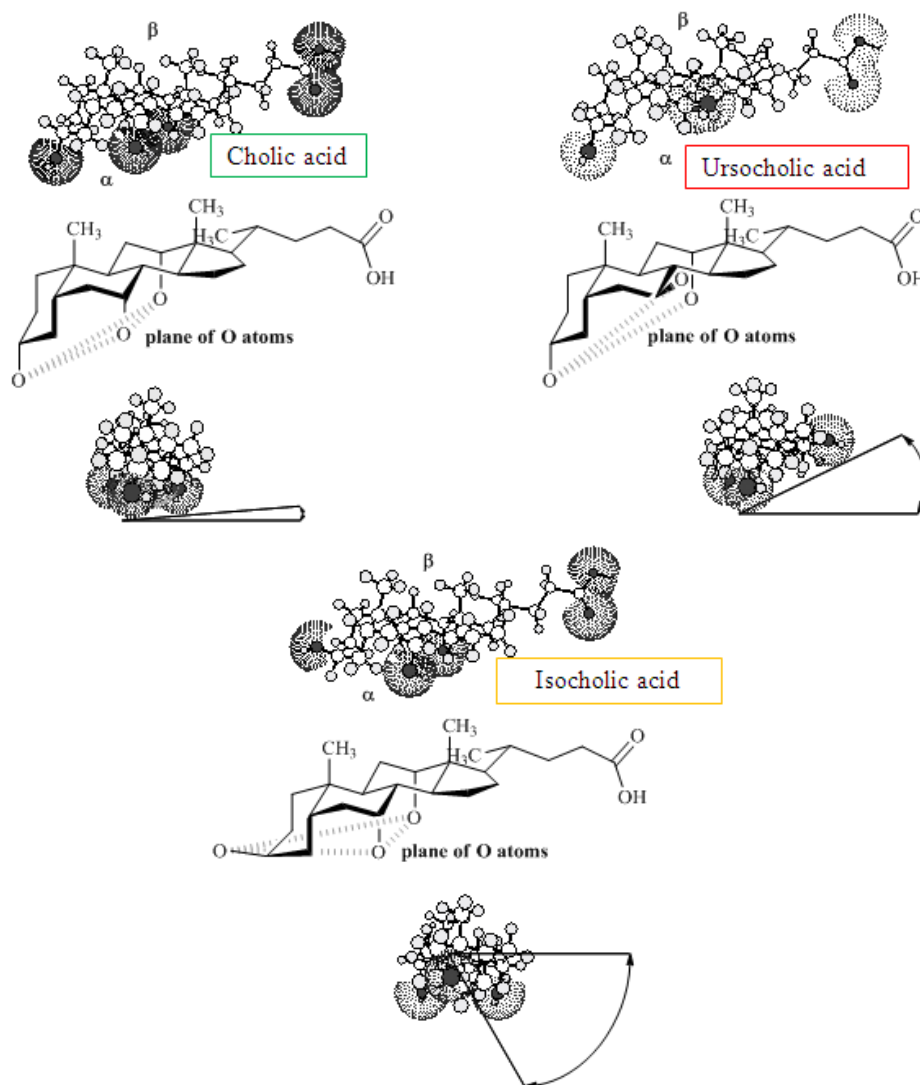 β
α
Cholic acid
β
α
Ursocholic acid
CH₃
CH₃
H₃C
O
OH
O
O
O
plane of O atoms
CH₃
CH₃
H₃C
O
OH
O
O
O
plane of O atoms
β
α
Isocholic acid
CH₃
CH₃
H₃C
O
OH
O
O
O
plane of O atoms